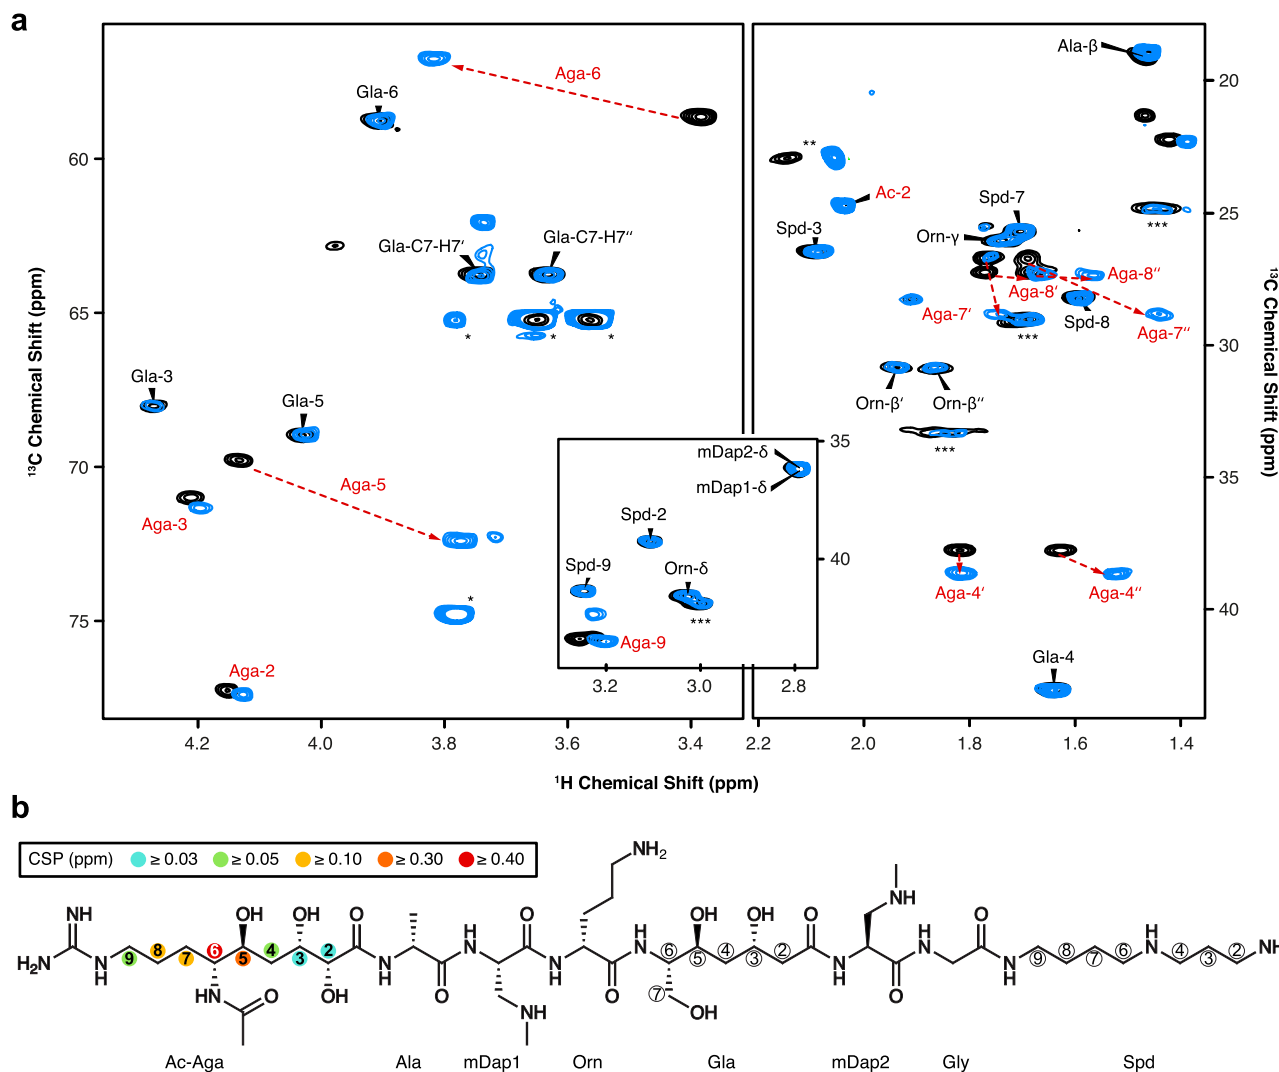 a
¹³C Chemical Shift (ppm)
60
65
70
75
4.2
4.0
3.8
3.6
3.4
Aga-6
Gla-6
Gla-C7-H7‘
Gla-C7-H7‘‘
*
*
*
Gla-3
Gla-5
Aga-5
Aga-3
*
Aga-2
mDap2-δ
mDap1-δ
Spd-2
Spd-9
Orn-δ
***
Aga-9
35
40
3.2
3.0
2.8
Ala-β
**
Ac-2
Spd-7
Spd-3
Orn-γ
***
Aga-8‘‘
Aga-8‘
Aga-7‘
Spd-8
***
Aga-7‘‘
Orn-β‘
Orn-β‘‘
***
Aga-4‘
Aga-4‘‘
Gla-4
20
25
30
35
40
¹³C Chemical Shift (ppm)
2.2
2.0
1.8
1.6
1.4
¹H Chemical Shift (ppm)
b
CSP (ppm) ≥ 0.03 ≥ 0.05 ≥ 0.10 ≥ 0.30 ≥ 0.40
NH₂
NH
NH OH OH O O OH OH O O
H₂N N H 9 8 7 6 5 4 3 2 N H O H N N H O H N 6 5 4 3 2 N H O H N N H 9 8 7 6 H N 4 3 2 NH
HN O OH NH O 7 OH
Ac-Aga Ala mDap1 Orn Gla mDap2 Gly Spd